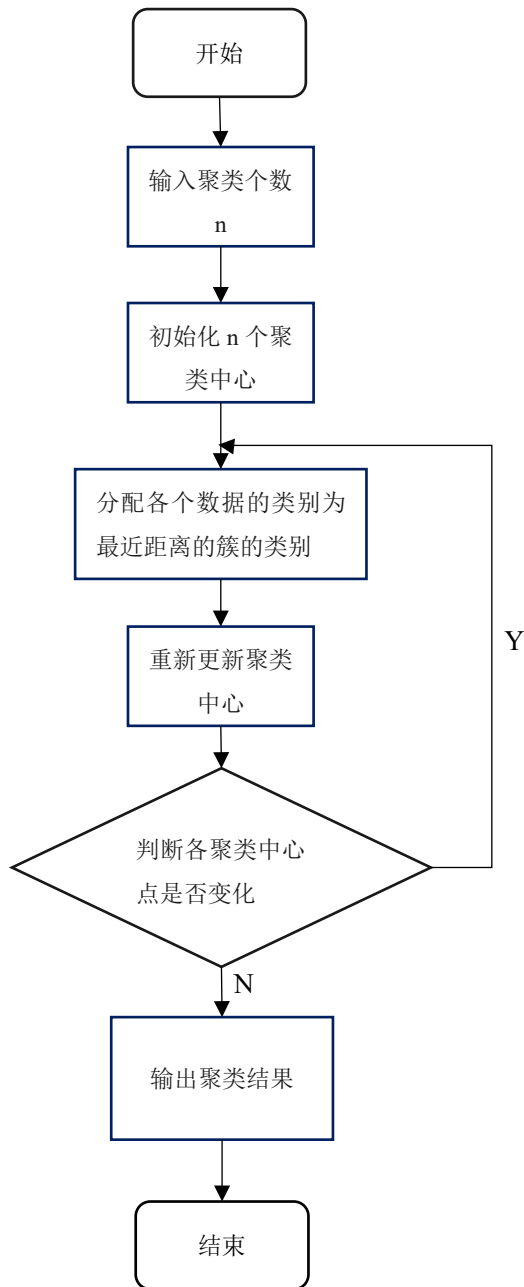 开始
输入聚类个数
n
初始化 n 个聚
类中心
分配各个数据的类别为
最近距离的簇的类别
重新更新聚类
中心
Y
判断各聚类中心
点是否变化
N
输出聚类结果
结束